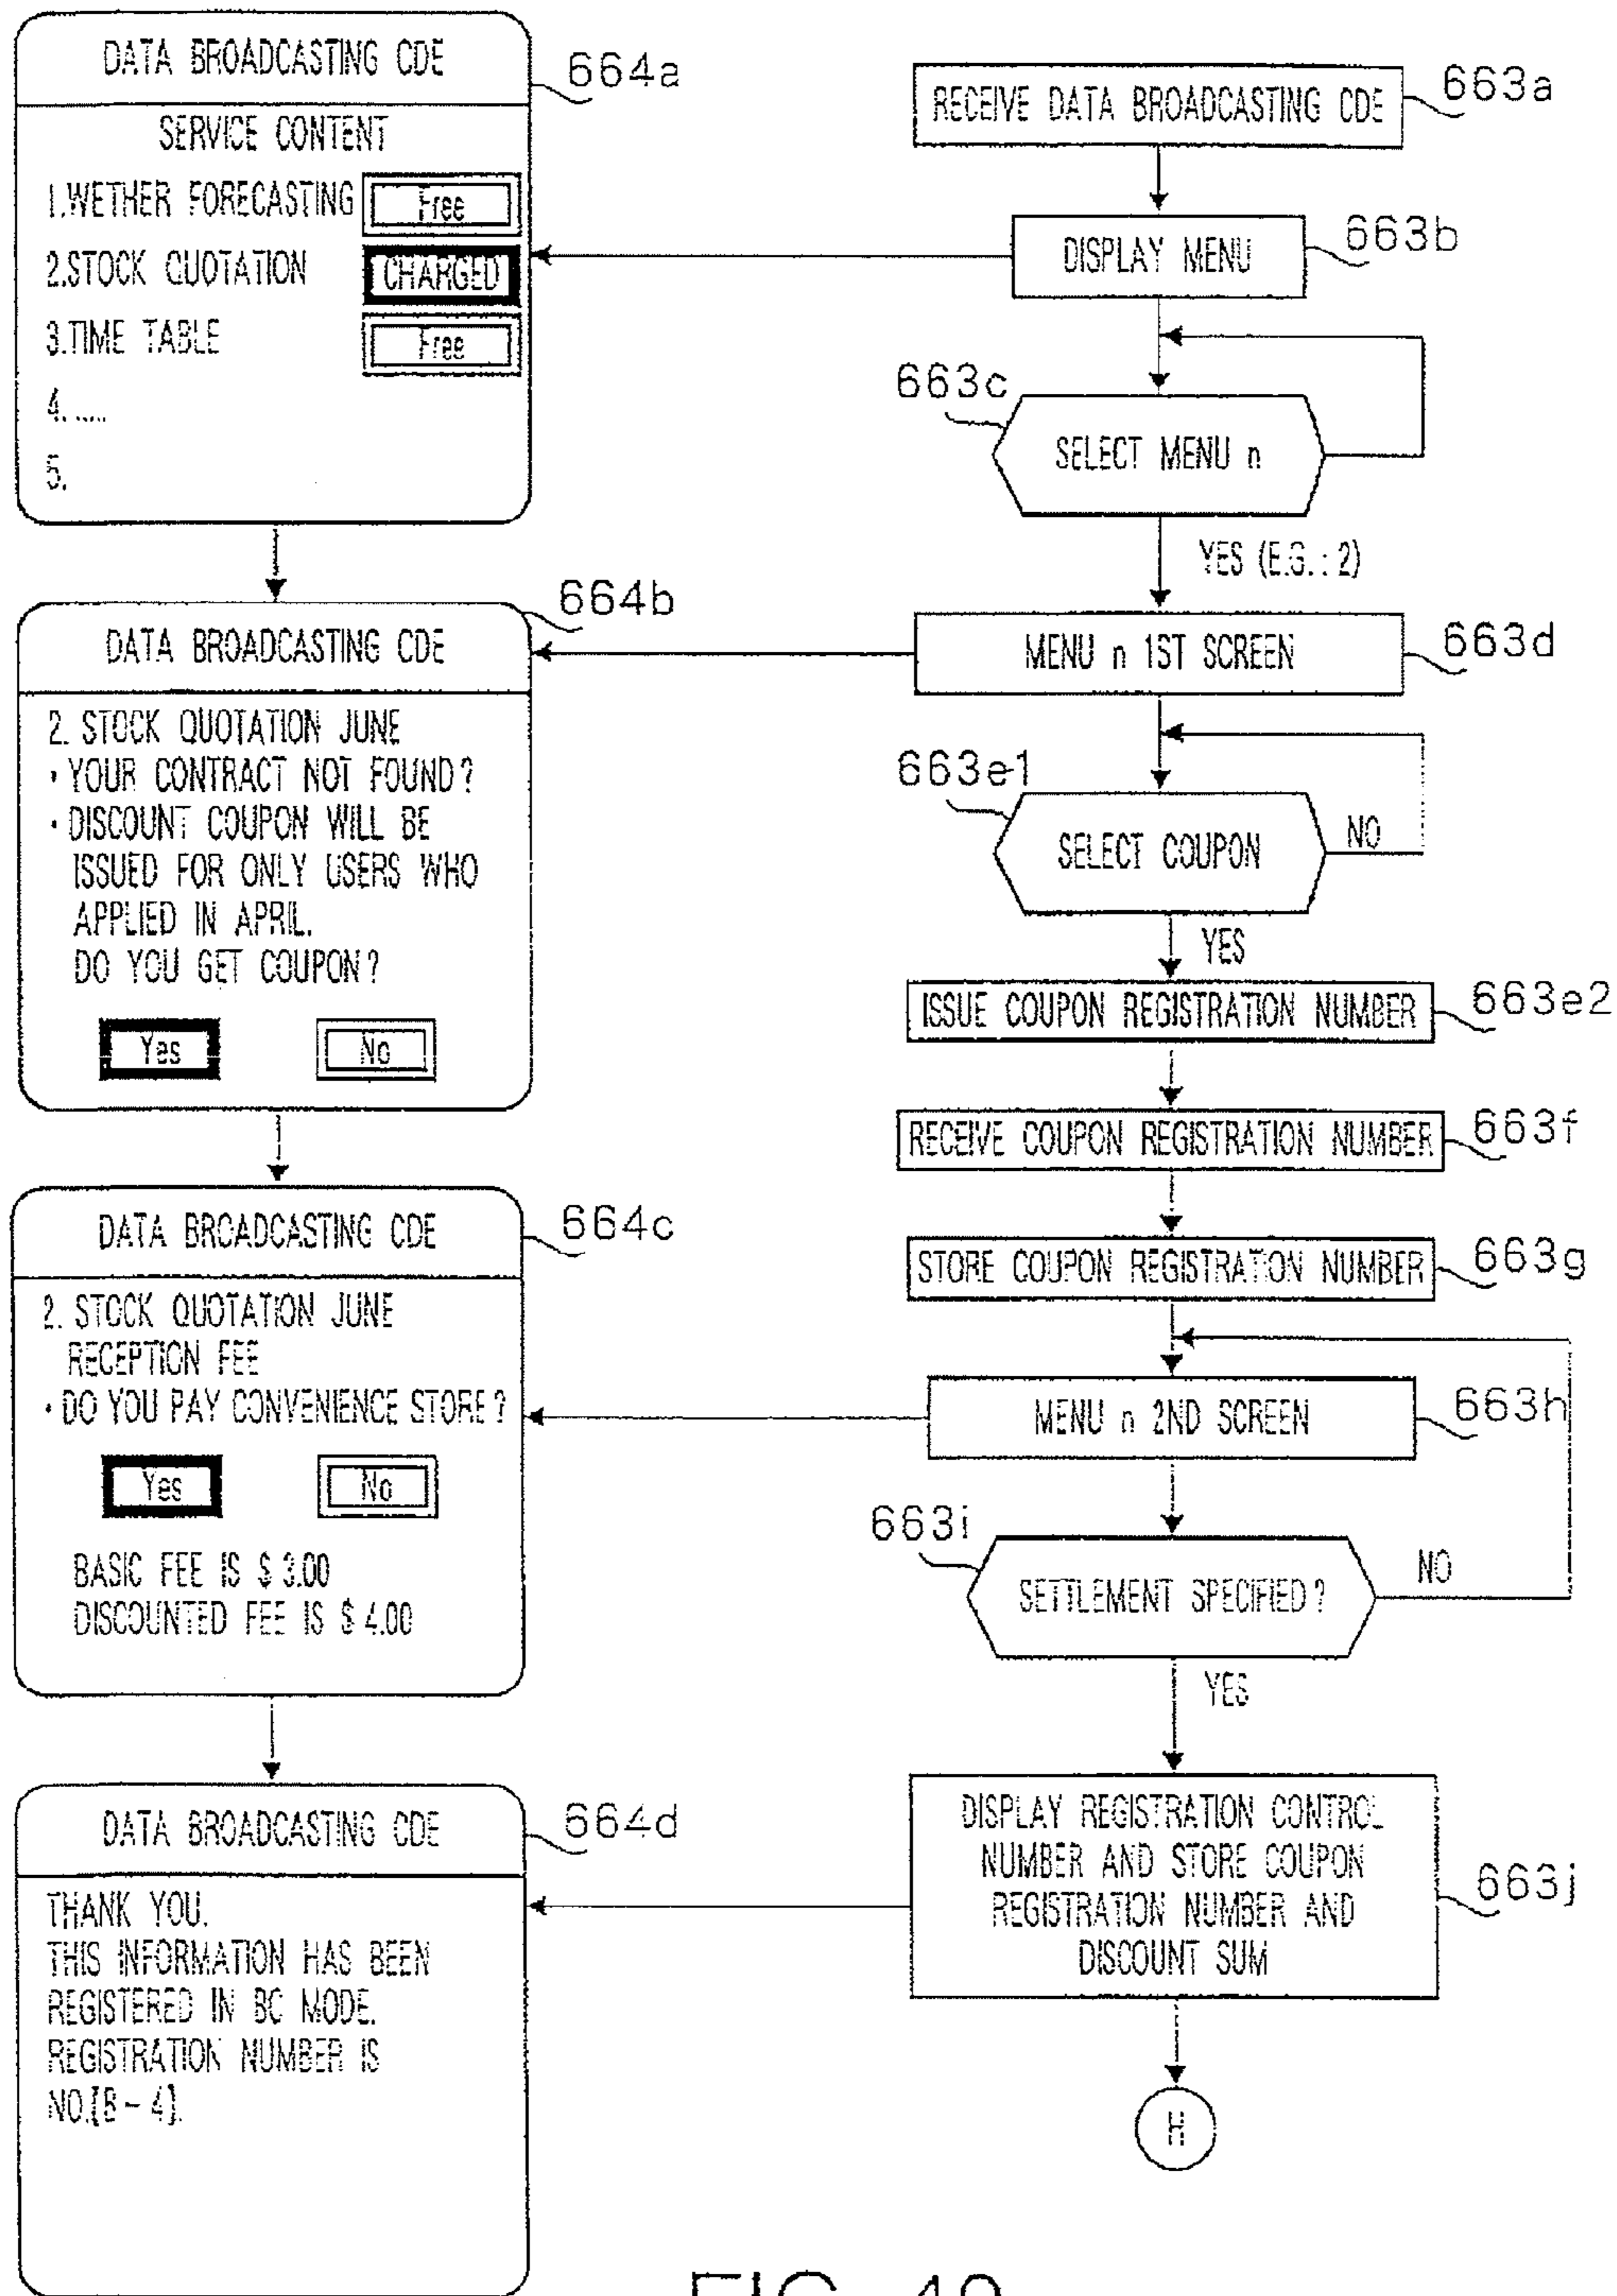 DATA BROADCASTING CDE
664a
SERVICE CONTENT
1.WETHER FORECASTING Free
2.STOCK QUOTATION CHARGED
3.TIME TABLE Free
4. .....
5.
DATA BROADCASTING CDE
664b
2. STOCK QUOTATION JUNE
• YOUR CONTRACT NOT FOUND?
• DISCOUNT COUPON WILL BE
ISSUED FOR ONLY USERS WHO
APPLIED IN APRIL.
DO YOU GET COUPON?
Yes No
DATA BROADCASTING CDE
664c
2. STOCK QUOTATION JUNE
RECEPTION FEE
• DO YOU PAY CONVENIENCE STORE?
Yes No
BASIC FEE IS $ 3.00
DISCOUNTED FEE IS $ 4.00
DATA BROADCASTING CDE
664d
THANK YOU.
THIS INFORMATION HAS BEEN
REGISTERED IN BC MODE.
REGISTRATION NUMBER IS
NO.[B-4].
RECEIVE DATA BROADCASTING CDE
663a
DISPLAY MENU
663b
663c
SELECT MENU n
YES (E.G. : 2)
MENU n 1ST SCREEN
663d
663e1
SELECT COUPON
NO
YES
ISSUE COUPON REGISTRATION NUMBER
663e2
RECEIVE COUPON REGISTRATION NUMBER
663f
STORE COUPON REGISTRATION NUMBER
663g
MENU n 2ND SCREEN
663h
663i
SETTLEMENT SPECIFIED?
NO
YES
DISPLAY REGISTRATION CONTROL
NUMBER AND STORE COUPON
REGISTRATION NUMBER AND
DISCOUNT SUM
663j
H